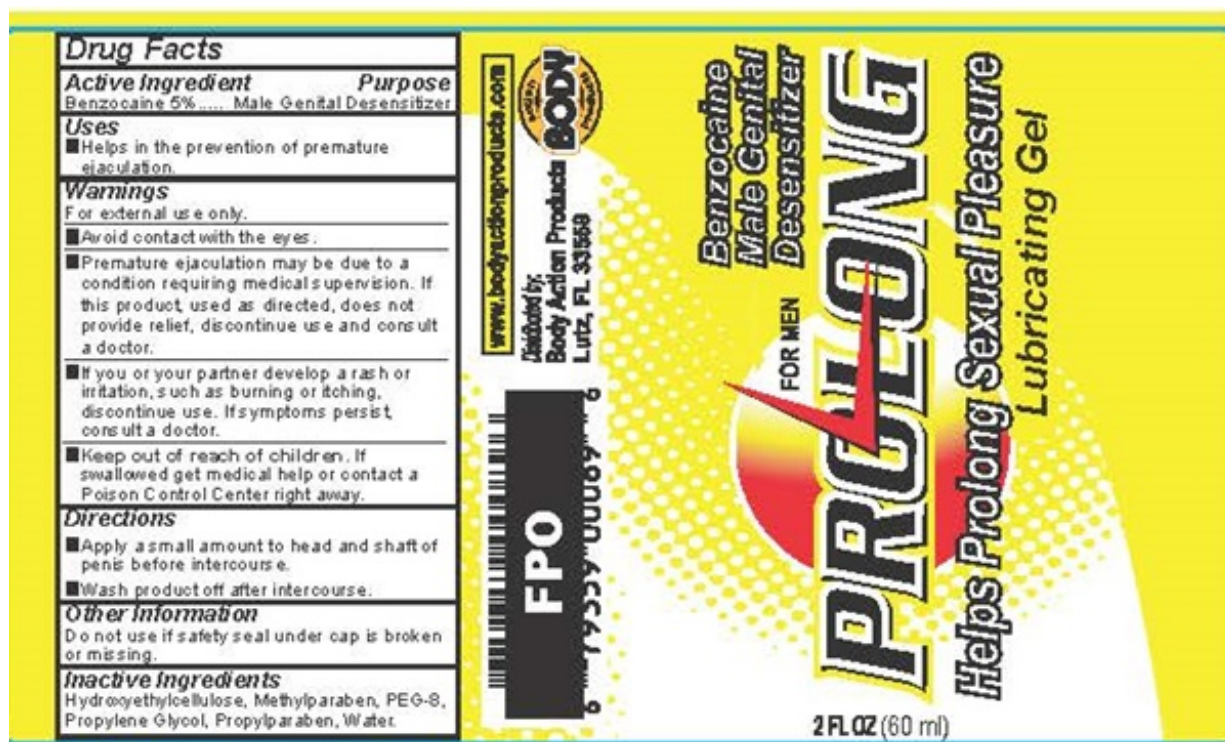 Drug Facts
Active Ingredient Purpose
Benzocaine 5%..... Male Genital Desensitizer
Uses
■Helps in the prevention of premature
ejaculation.
Warnings
For external use only.
■Avoid contact with the eyes.
■Premature ejaculation may be due to a
condition requiring medical supervision. If
this product, used as directed, does not
provide relief, discontinue use and consult
a doctor.
■If you or your partner develop a rash or
irritation, such as burning or itching,
discontinue use. If symptoms persist,
consult a doctor.
■Keep out of reach of children. If
swallowed get medical help or contact a
Poison Control Center right away.
Directions
■Apply a small amount to head and shaft of
penis before intercourse.
■Wash product off after intercourse.
Other Information
Do not use if safety seal under cap is broken
or missing.
Inactive Ingredients
Hydroxyethylcellulose, Methylparaben, PEG-8,
Propylene Glycol, Propylparaben, Water.
www.bodyactionproducts.com
BODY
Distributed by:
Body Action Products
Lutz, FL 33558
FPO
Benzocaine
Male Genital
Desensitizer
FOR MEN
PROLONG
Helps Prolong Sexual Pleasure
Lubricating Gel
2 FL OZ (60 ml)